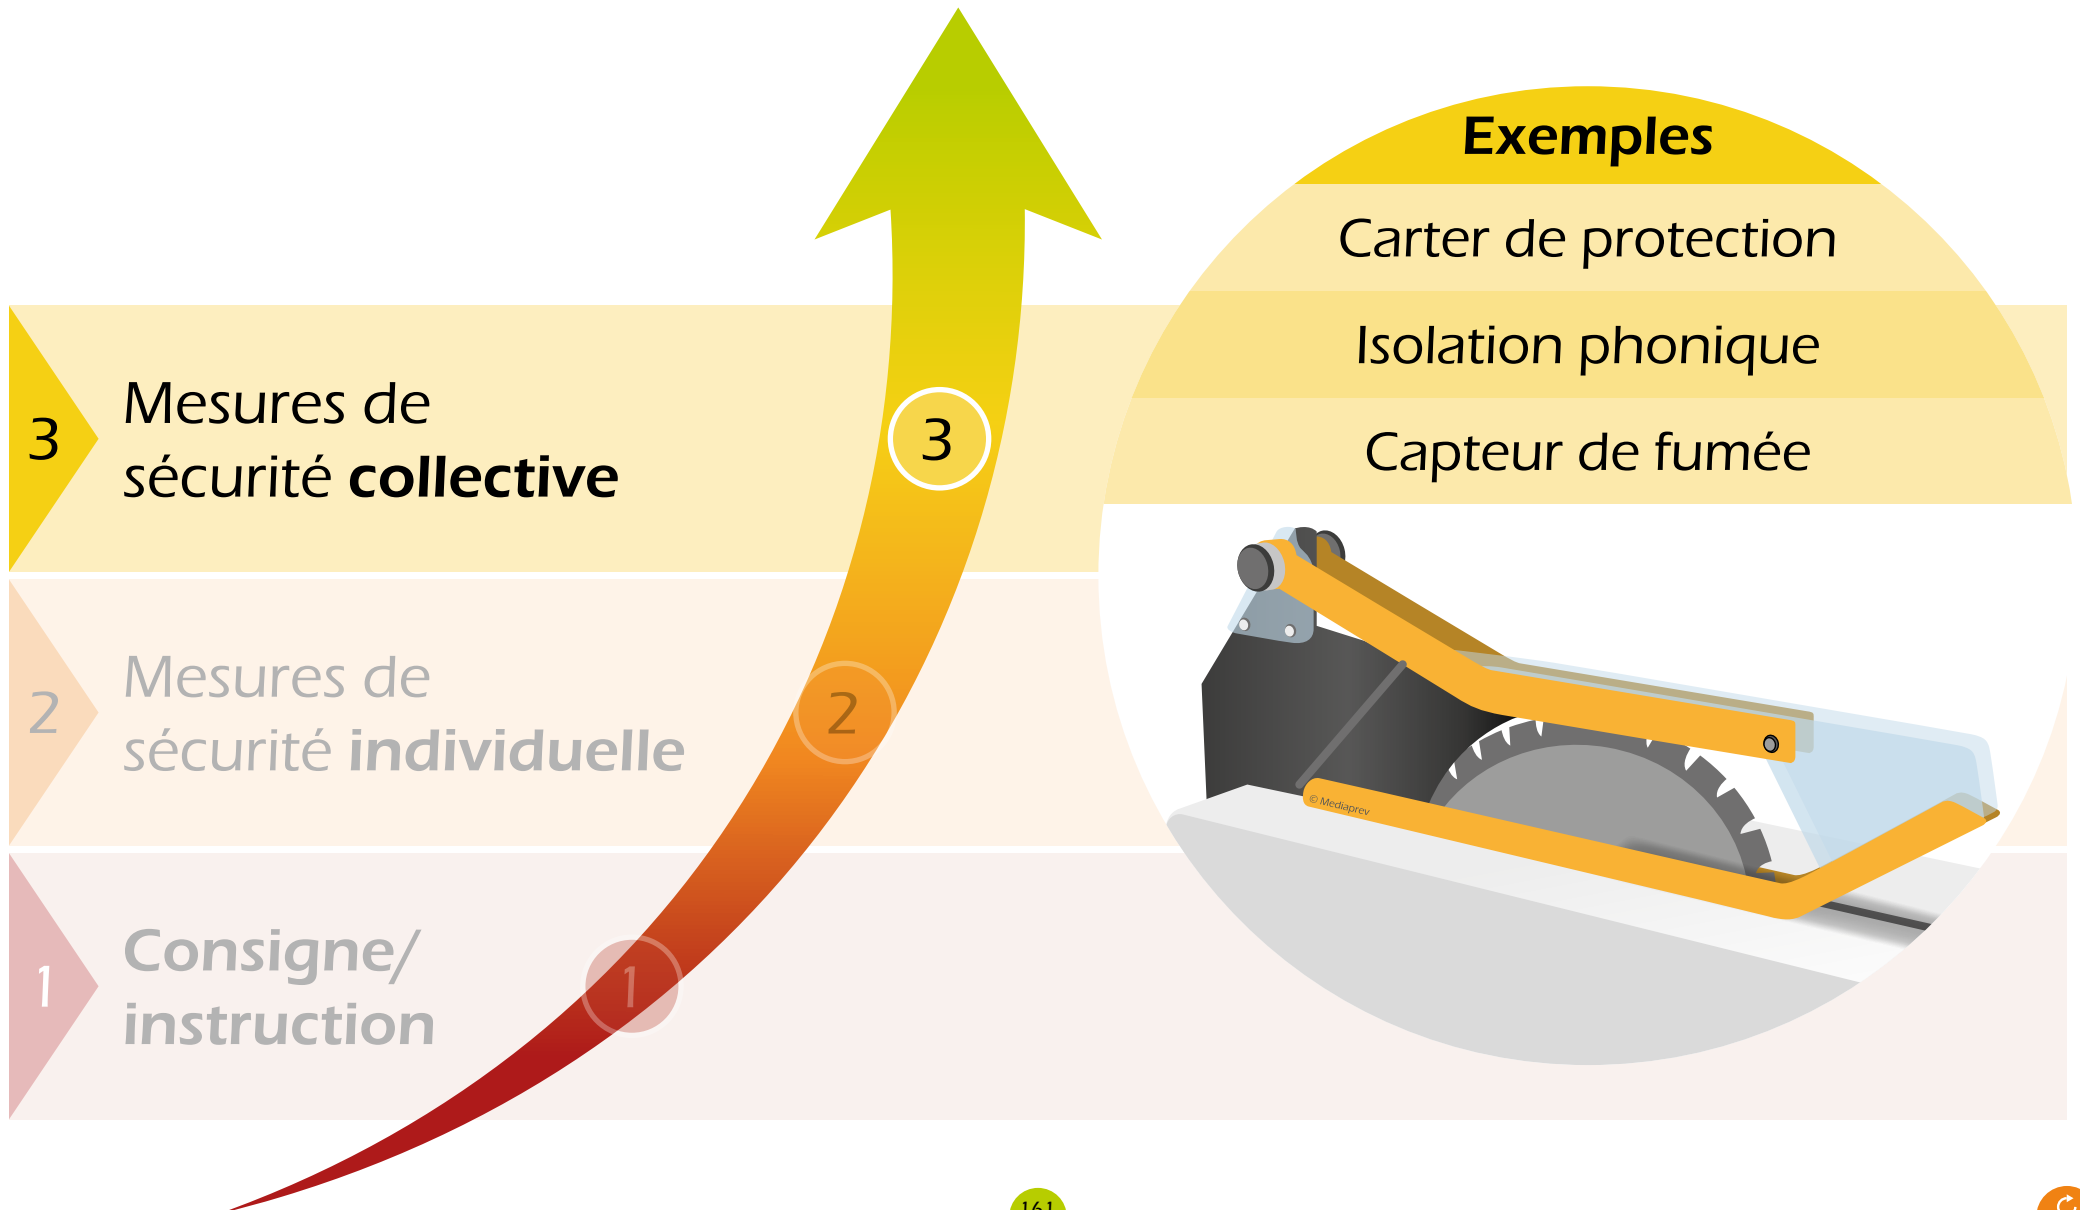 Exemples
Carter de protection
Isolation phonique
Capteur de fumée
3
Mesures de
sécurité collective
3
2
Mesures de
sécurité individuelle
2
1
Consigne/
instruction
1
© Mediaprev
161